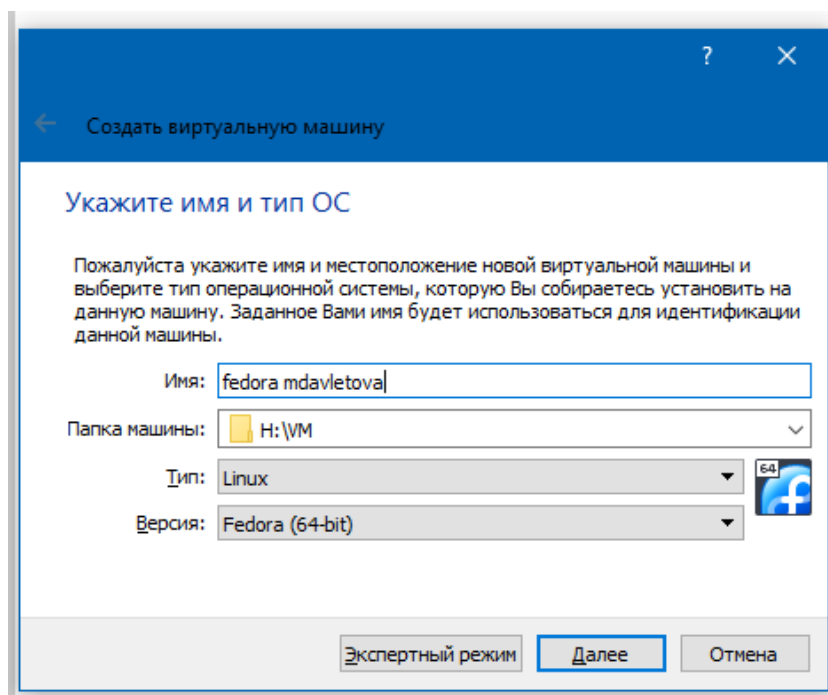 ?
Создать виртуальную машину
Укажите имя и тип ОС
Пожалуйста укажите имя и местоположение новой виртуальной машины и
выберите тип операционной системы, которую Вы собираетесь установить на
данную машину. Заданное Вами имя будет использоваться для идентификации
данной машины.
Имя: fedora mdavletova
Папка машины: H:\VM
Тип: Linux
64
Версия: Fedora (64-bit)
Экспертный режим Далее Отмена